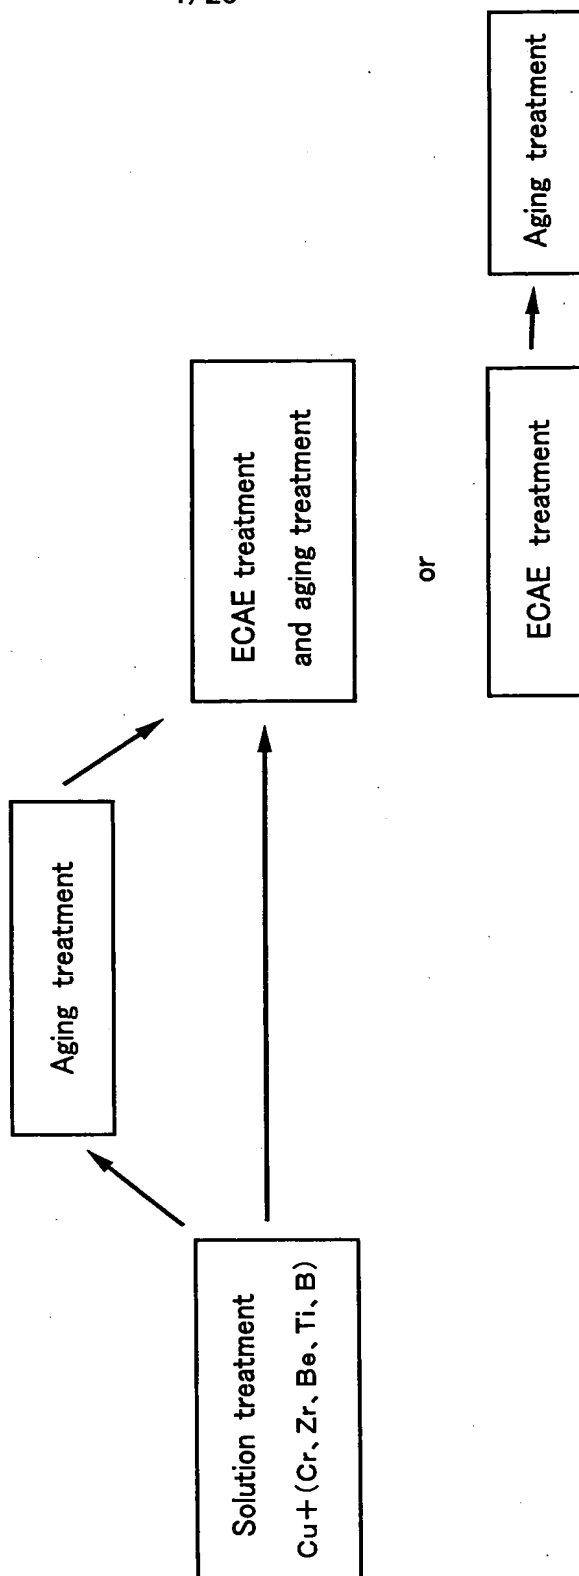 Solution treatment
Cu+(Cr、Zr、Be、Ti、B)
Aging treatment
ECAE treatment
and aging treatment
or
ECAE treatment
Aging treatment